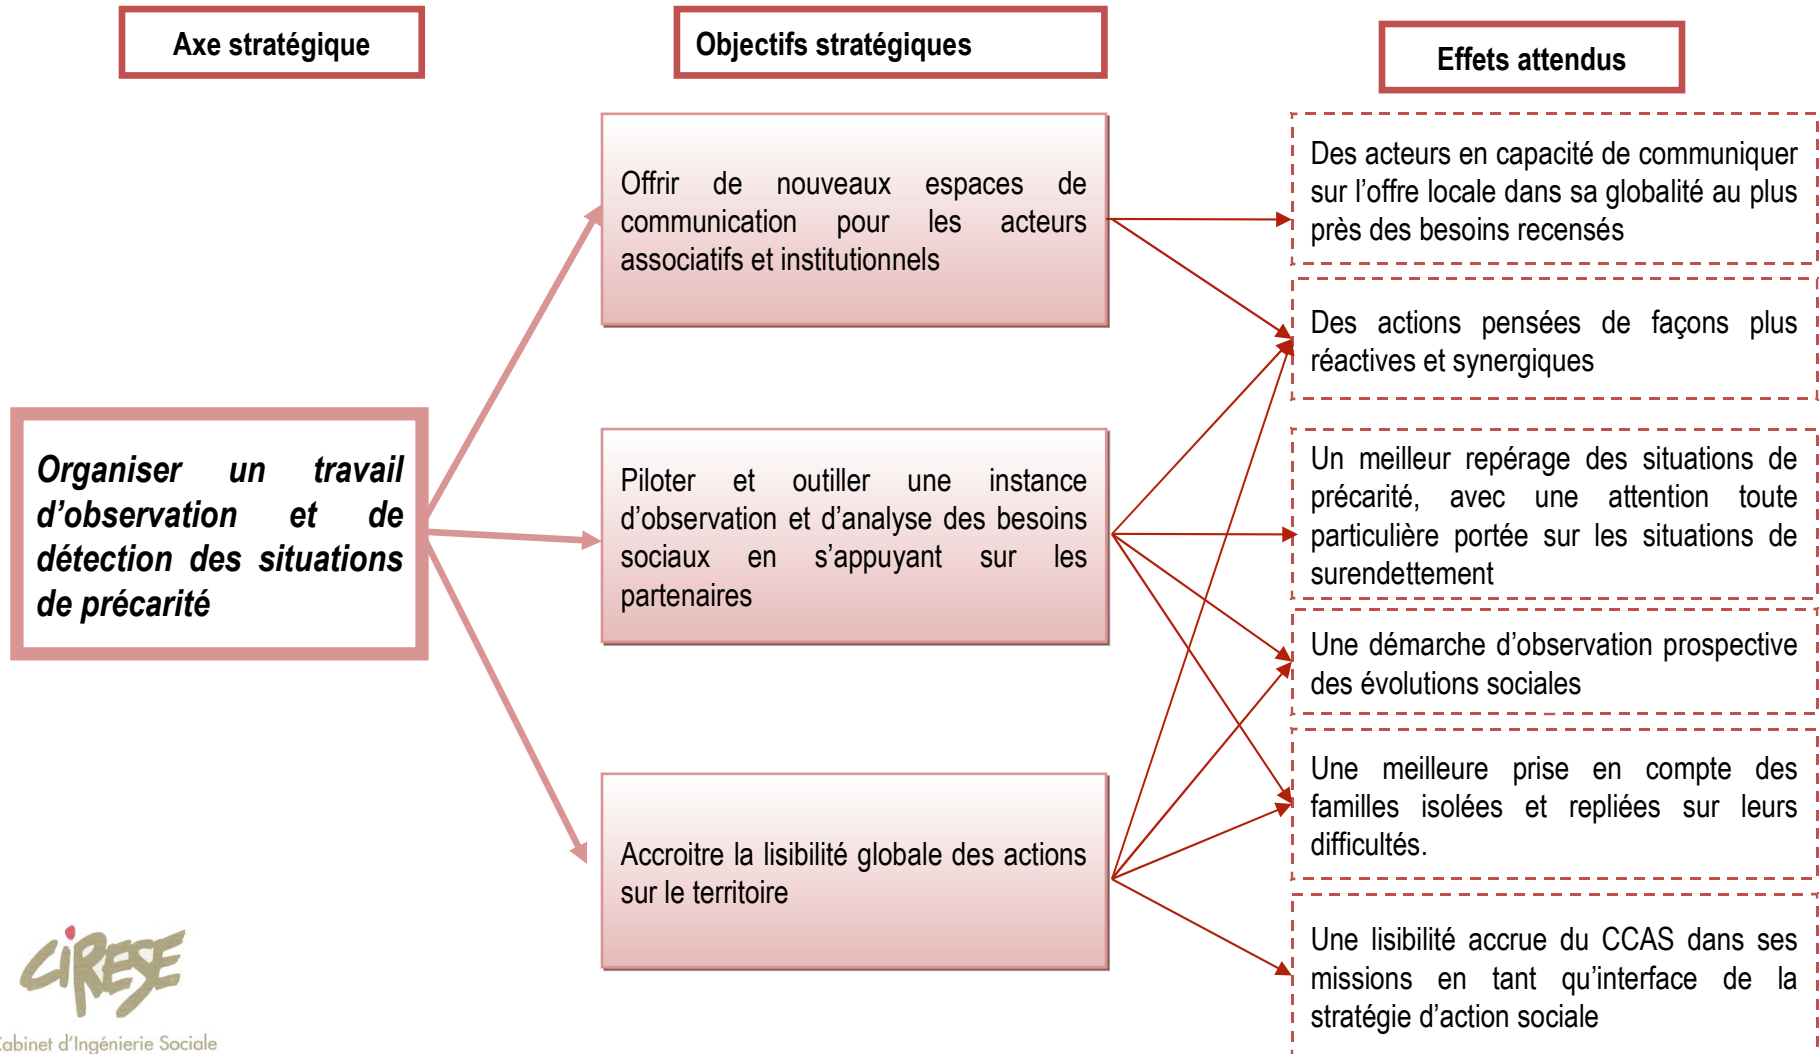 Axe stratégique
Objectifs stratégiques
Effets attendus
Organiser un travail
d’observation et de
détection des situations
de précarité
Offrir de nouveaux espaces de
communication pour les acteurs
associatifs et institutionnels
Piloter et outiller une instance
d’observation et d’analyse des besoins
sociaux en s’appuyant sur les
partenaires
Accroitre la lisibilité globale des actions
sur le territoire
Des acteurs en capacité de communiquer
sur l’offre locale dans sa globalité au plus
près des besoins recensés
Des actions pensées de façons plus
réactives et synergiques
Un meilleur repérage des situations de
précarité, avec une attention toute
particulière portée sur les situations de
surendettement
Une démarche d’observation prospective
des évolutions sociales
Une meilleure prise en compte des
familles isolées et repliées sur leurs
difficultés.
Une lisibilité accrue du CCAS dans ses
missions en tant qu’interface de la
stratégie d’action sociale
CiRESE
Cabinet d’Ingénierie Sociale